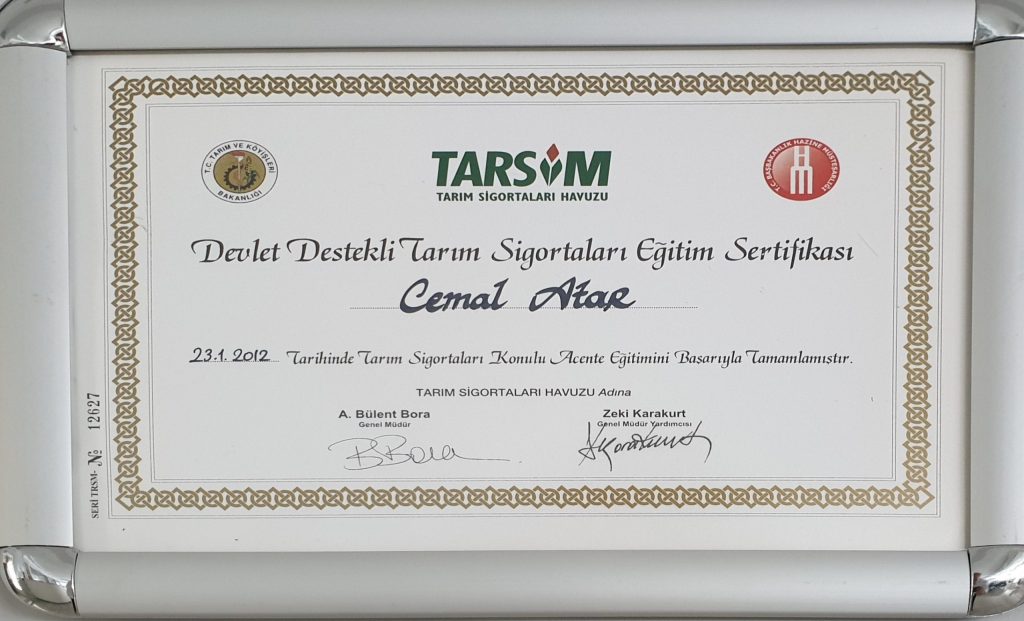 T.C. TARIM VE KÖYİŞLERİ BAKANLIĞI
TARSİM
TARIM SİGORTALARI HAVUZU
T.C. BAŞBAKANLIK HAZİNE MÜSTEŞARLIĞI
Devlet Destekli Tarım Sigortaları Eğitim Sertifikası
Cemal Atar
23.1.2012 Tarihinde Tarım Sigortaları Konulu Acente Eğitimini Başarıyla Tamamlamıştır.
TARIM SİGORTALARI HAVUZU Adına
A. Bülent Bora
Genel Müdür
Zeki Karakurt
Genel Müdür Yardımcısı
BBora
ZKarakurt
SERİ TRSM- № 12627